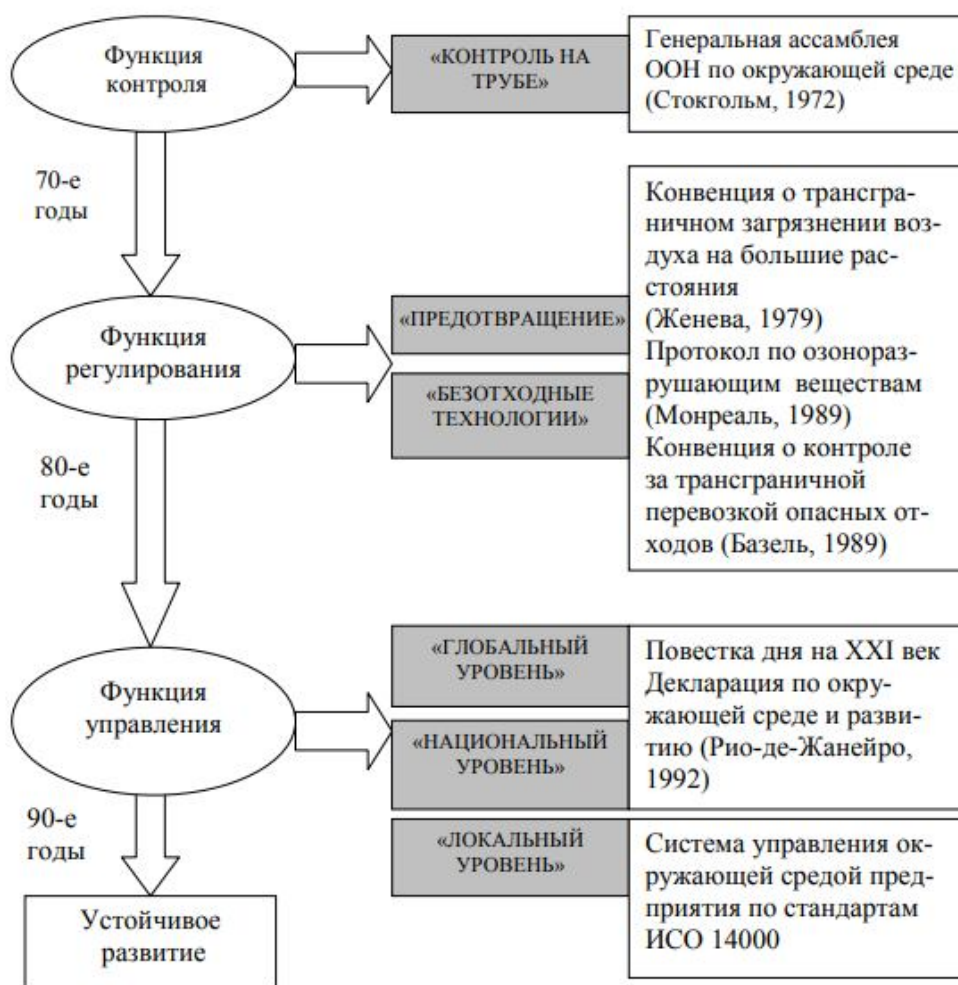 Функция
контроля
«КОНТРОЛЬ НА
ТРУБЕ»
Генеральная ассамблея
ООН по окружающей среде
(Стокгольм, 1972)
70-е
годы
Функция
регулирования
«ПРЕДОТВРАЩЕНИЕ»
«БЕЗОТХОДНЫЕ
ТЕХНОЛОГИИ»
Конвенция о трансгра-
ничном загрязнении воз-
духа на большие рас-
стояния
(Женева, 1979)
Протокол по озонораз-
рушающим веществам
(Монреаль, 1989)
Конвенция о контроле
за трансграничной
перевозкой опасных от-
ходов (Базель, 1989)
80-е
годы
Функция
управления
«ГЛОБАЛЬНЫЙ
УРОВЕНЬ»
«НАЦИОНАЛЬНЫЙ
УРОВЕНЬ»
Повестка дня на XXI век
Декларация по окру-
жающей среде и разви-
тию (Рио-де-Жанейро,
1992)
90-е
годы
«ЛОКАЛЬНЫЙ
УРОВЕНЬ»
Система управления ок-
ружающей средой пред-
приятия по стандартам
ИСО 14000
Устойчивое
развитие